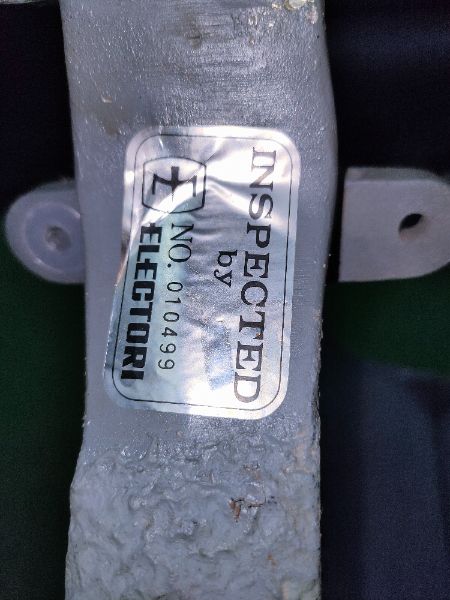 INSPECTED
by
NO. 010499
ELECTORI